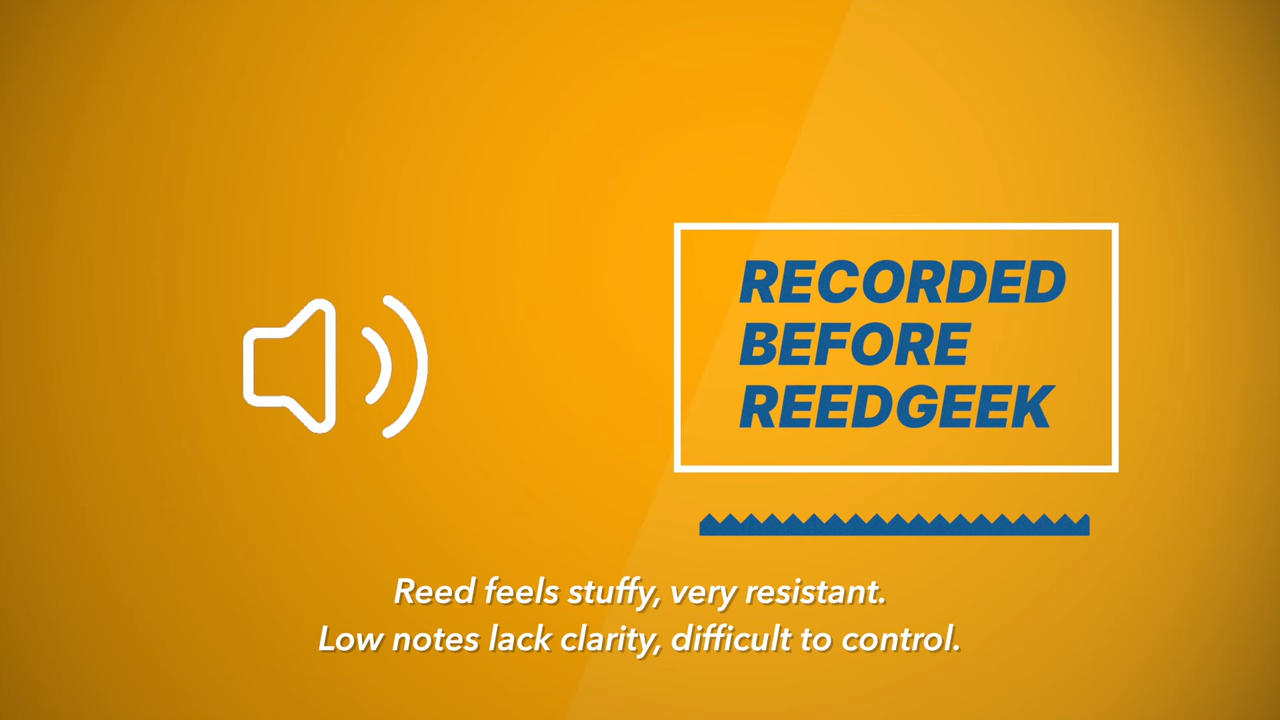 RECORDED
BEFORE
REEDGEEK
Reed feels stuffy, very resistant.
Low notes lack clarity, difficult to control.